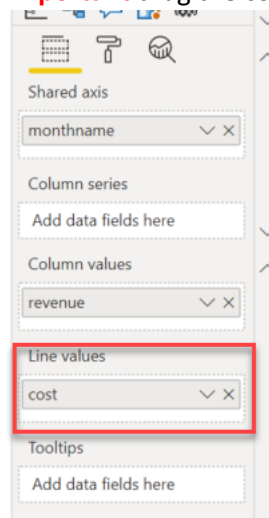 Shared axis
monthname
Column series
Add data fields here
Column values
revenue
Line values
cost
Tooltips
Add data fields here